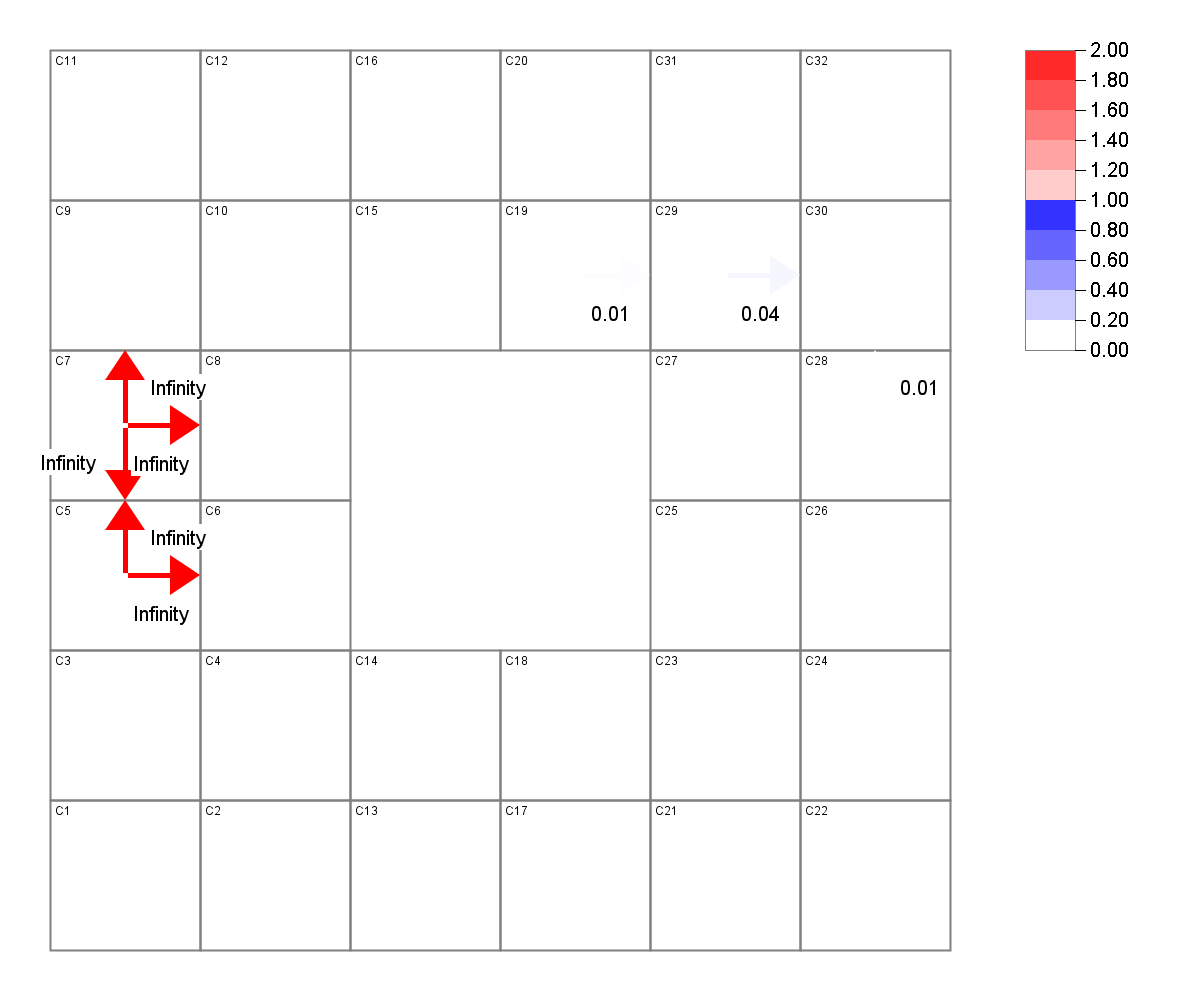 C11 C12 C16 C20 C31 C32
C9 C10 C15 C19 C29 C30
0.01 0.04
C7 C8 C27 C28
Infinity 0.01
Infinity Infinity
C5 C6 C25 C26
Infinity
Infinity
C3 C4 C14 C18 C23 C24
C1 C2 C13 C17 C21 C22
2.00
1.80
1.60
1.40
1.20
1.00
0.80
0.60
0.40
0.20
0.00